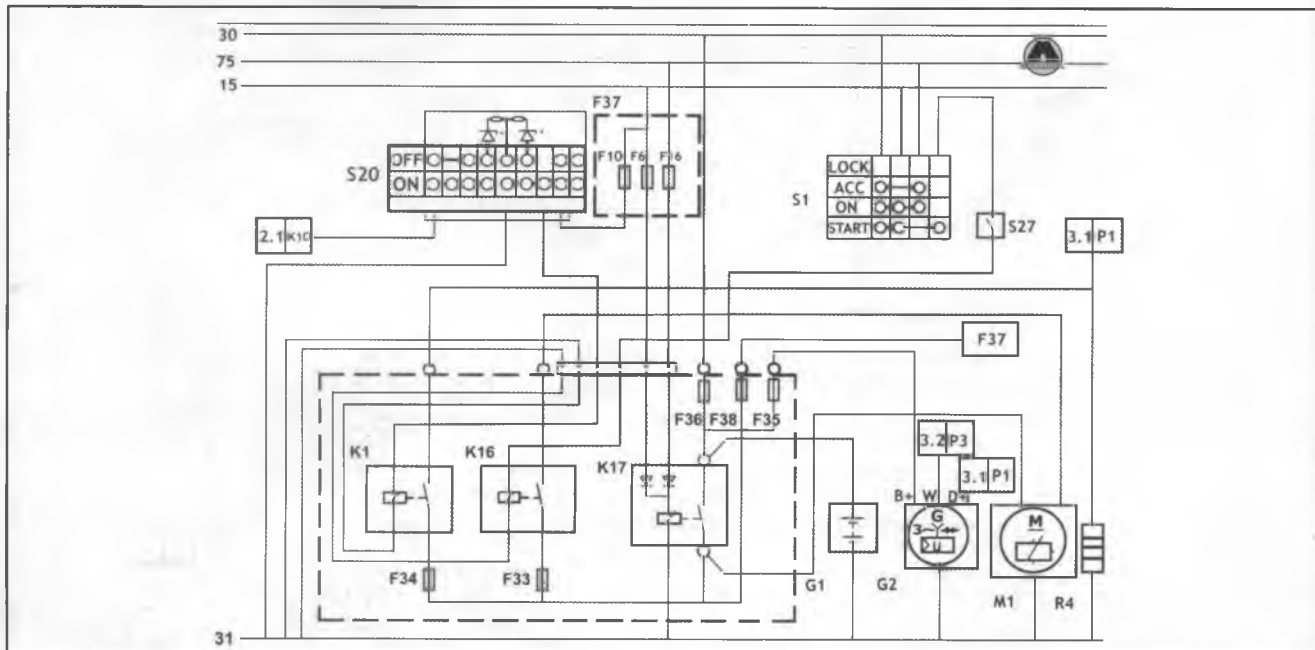 30
75
15
F37
F10 F6 F16
OFF
ON
S20
LOCK
ACC
ON
START
S1
S27
2.1 K10
3.1 P1
F37
F36 F38 F35
K1
K16
K17
3.2 P3
3.1 P1
B+ W D+
G
3
U
M
F34
F33
G1
G2
M1
R4
31